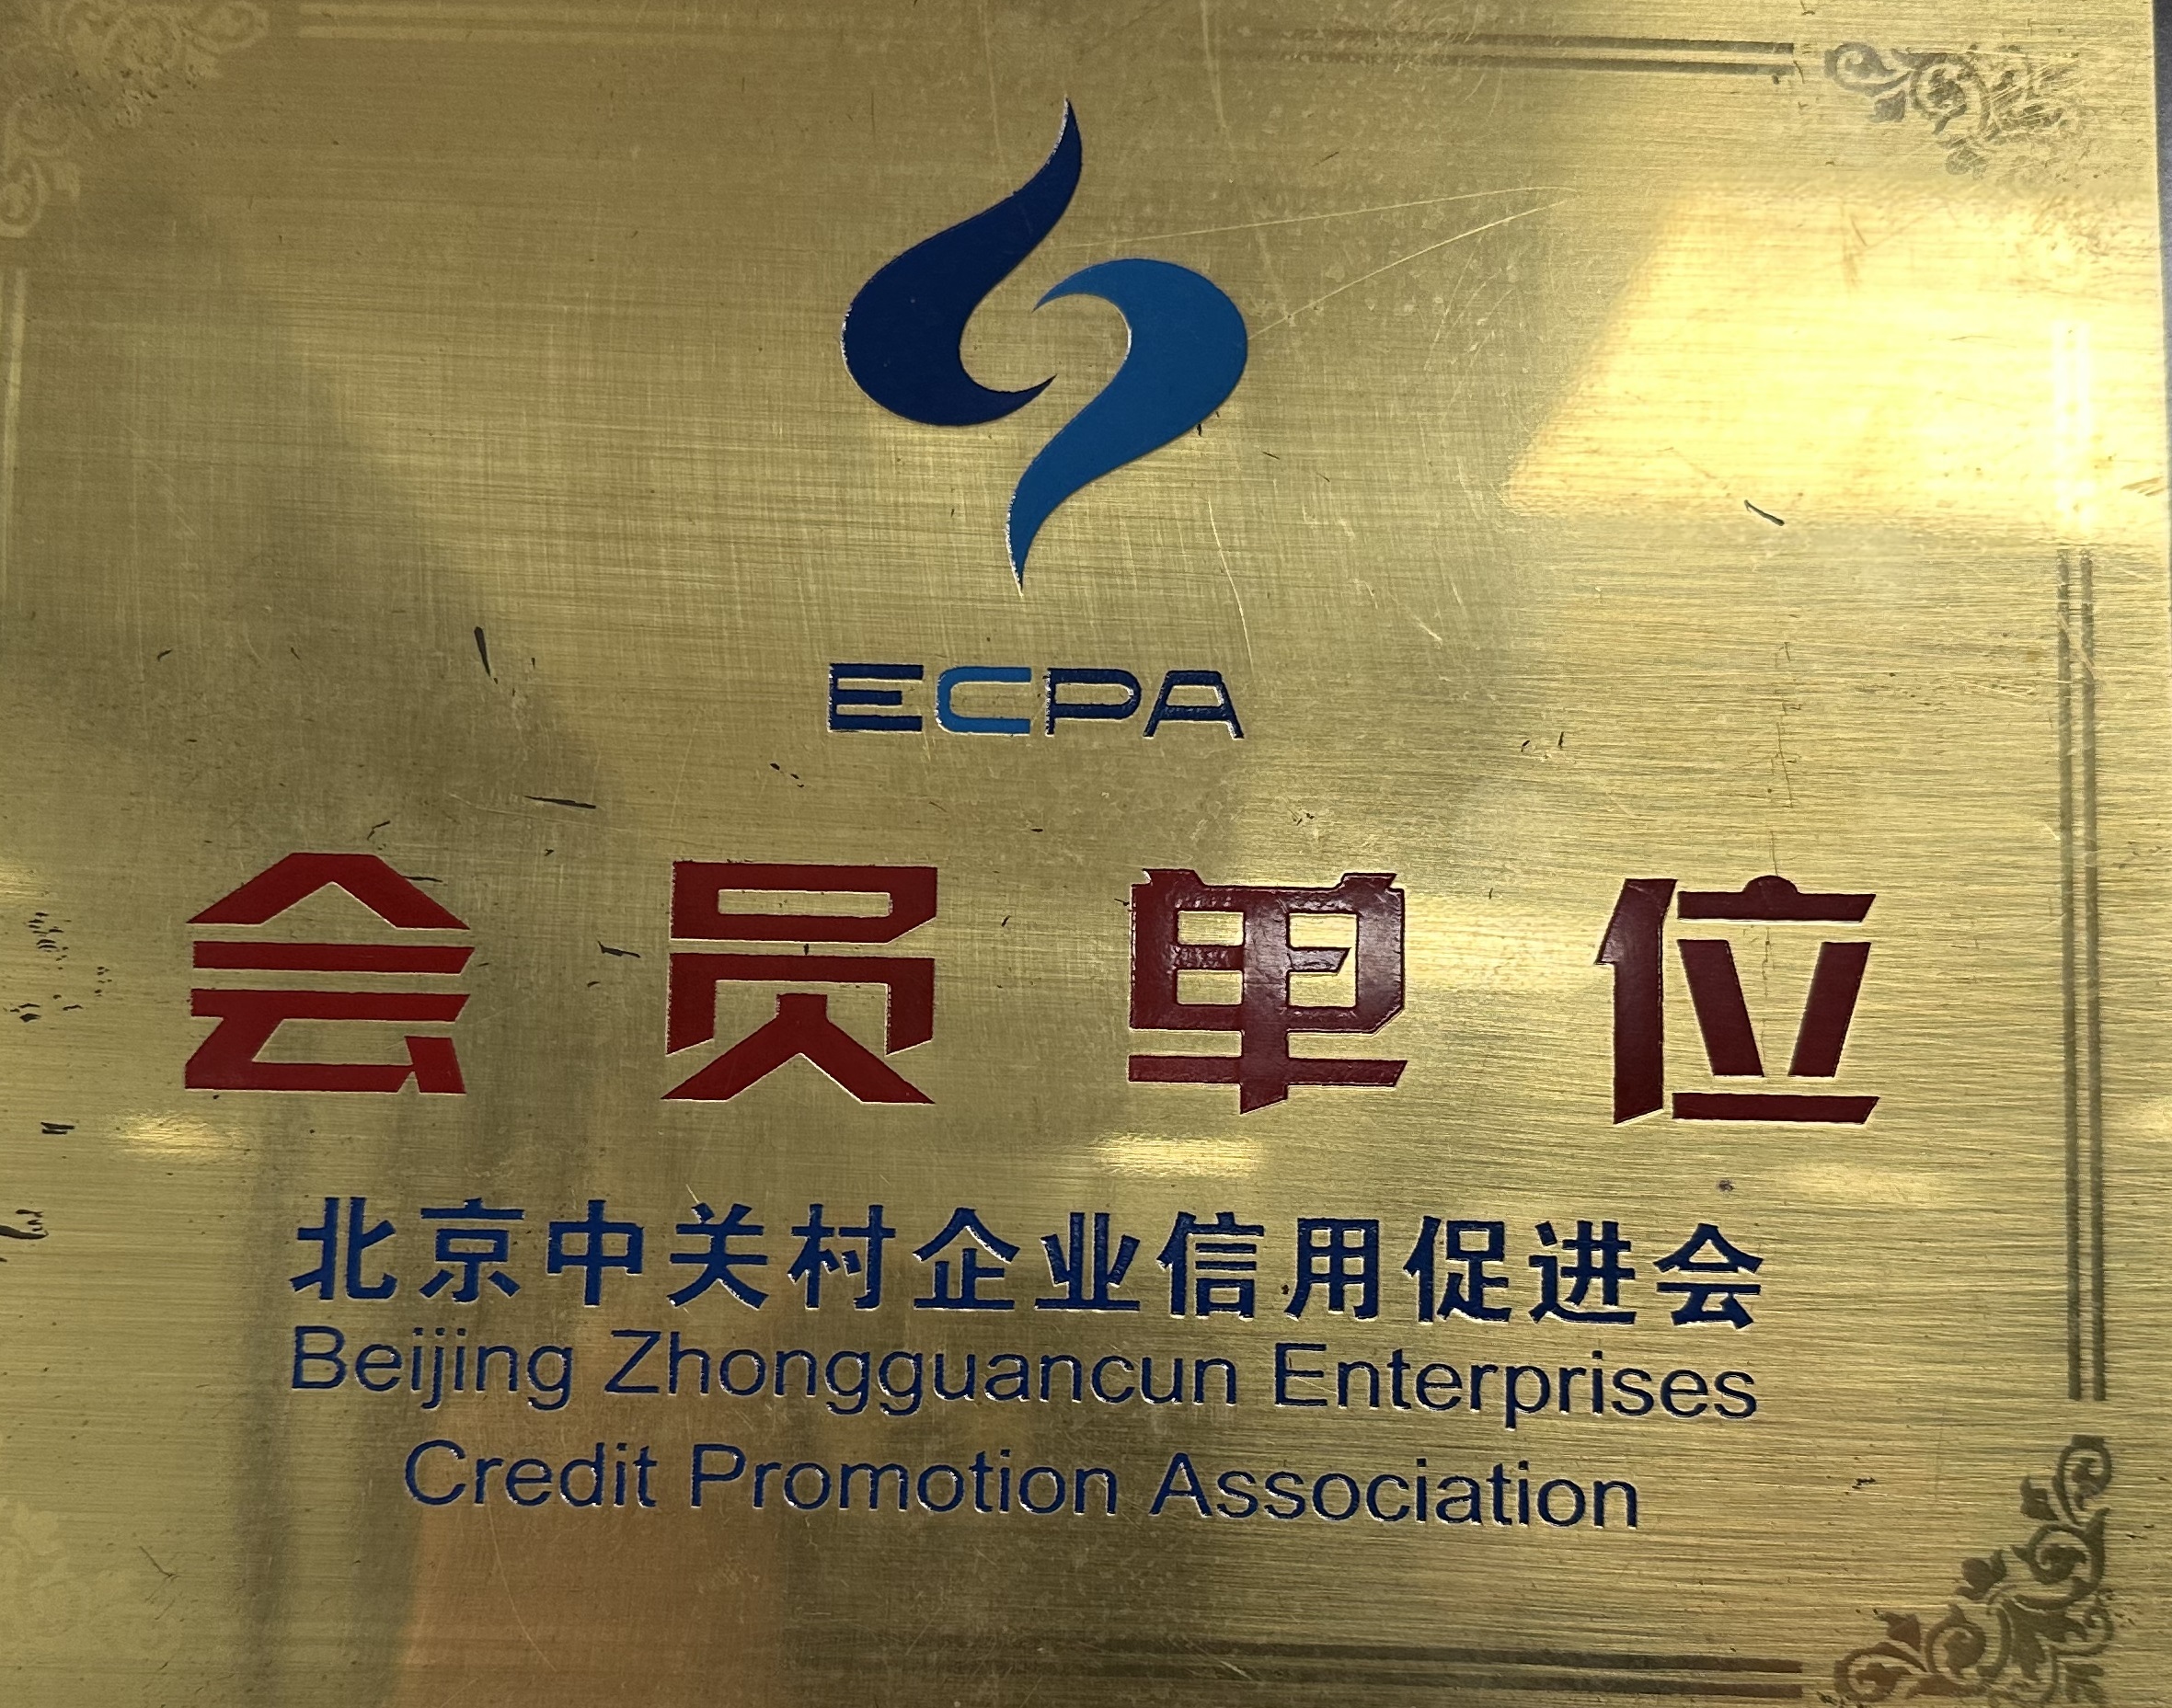 ECPA
会员单位
北京中关村企业信用促进会
Beijing Zhongguancun Enterprises
Credit Promotion Association